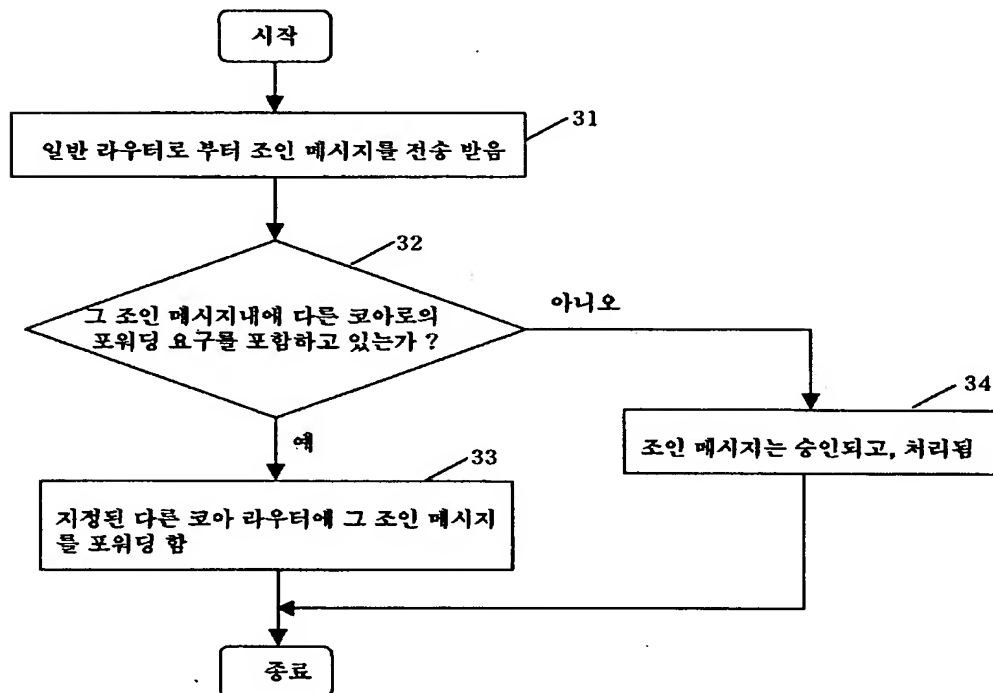 시작
31
일반 라우터로 부터 조인 메시지를 전송 받음
32
그 조인 메시지내에 다른 코아로의
포워딩 요구를 포함하고 있는가 ?
아니오
예
34
조인 메시지는 승인되고, 처리됨
33
지정된 다른 코아 라우터에 그 조인 메시지
를 포워딩 함
종료